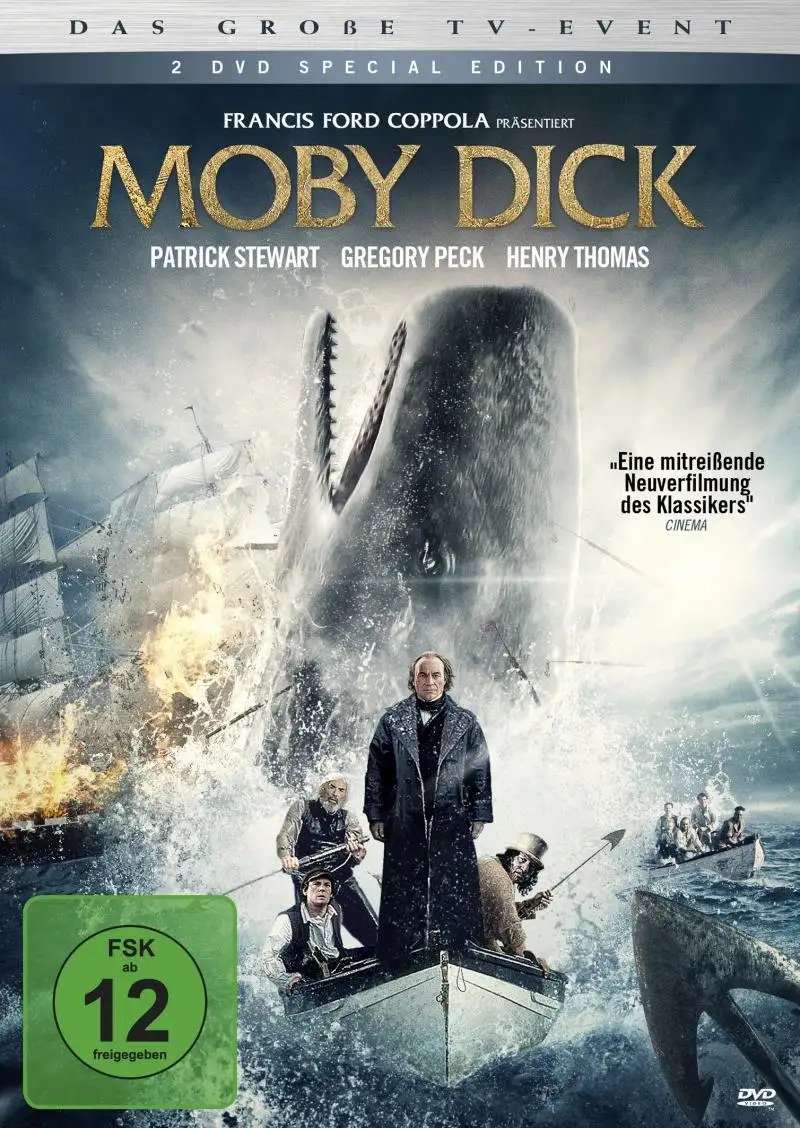 DAS GROßE TV-EVENT
2 DVD SPECIAL EDITION
FRANCIS FORD COPPOLA PRÄSENTIERT
MOBY DICK
PATRICK STEWART GREGORY PECK HENRY THOMAS
"Eine mitreißende
Neuverfilmung
des Klassikers"
CINEMA
FSK
ab
12
freigegeben
DVD
VIDEO